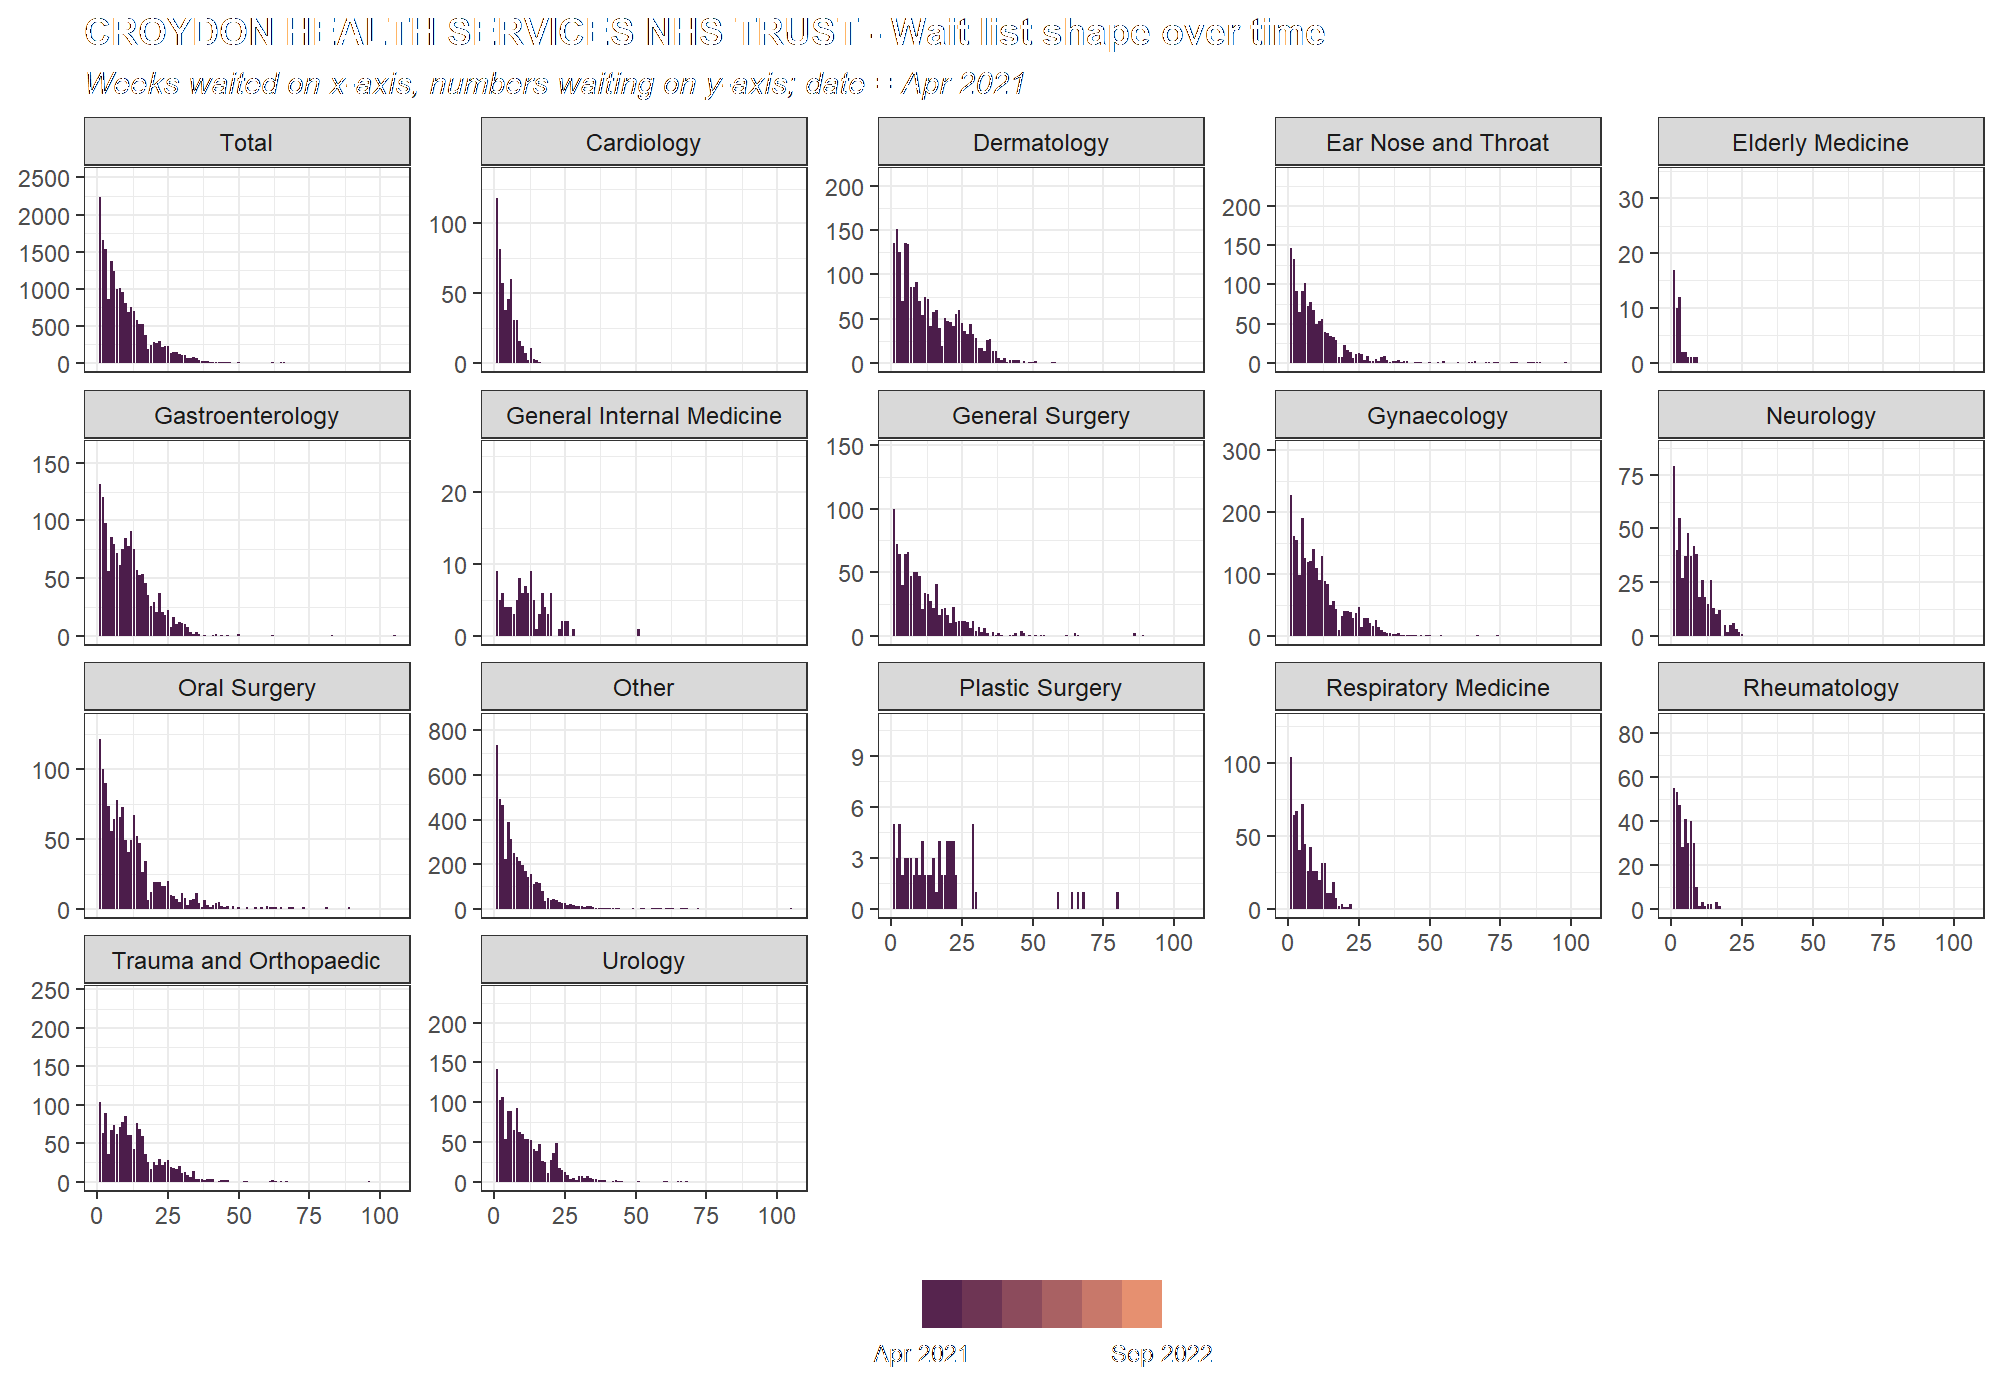 CROYDON HEALTH SERVICES NHS TRUST - Wait list shape over time
Weeks waited on x-axis, numbers waiting on y-axis; date = Apr 2021
Total
2500
2000
1500
1000
500
0
Cardiology
100
50
0
Dermatology
200
150
100
50
0
Ear Nose and Throat
200
150
100
50
0
Elderly Medicine
30
20
10
0
Gastroenterology
150
100
50
0
General Internal Medicine
20
10
0
General Surgery
150
100
50
0
Gynaecology
300
200
100
0
Neurology
75
50
25
0
Oral Surgery
100
50
0
Other
800
600
400
200
0
Plastic Surgery
9
6
3
0
0 25 50 75 100
Respiratory Medicine
100
50
0
0 25 50 75 100
Rheumatology
80
60
40
20
0
0 25 50 75 100
Trauma and Orthopaedic
250
200
150
100
50
0
0 25 50 75 100
Urology
200
150
100
50
0
0 25 50 75 100
Apr 2021 Sep 2022